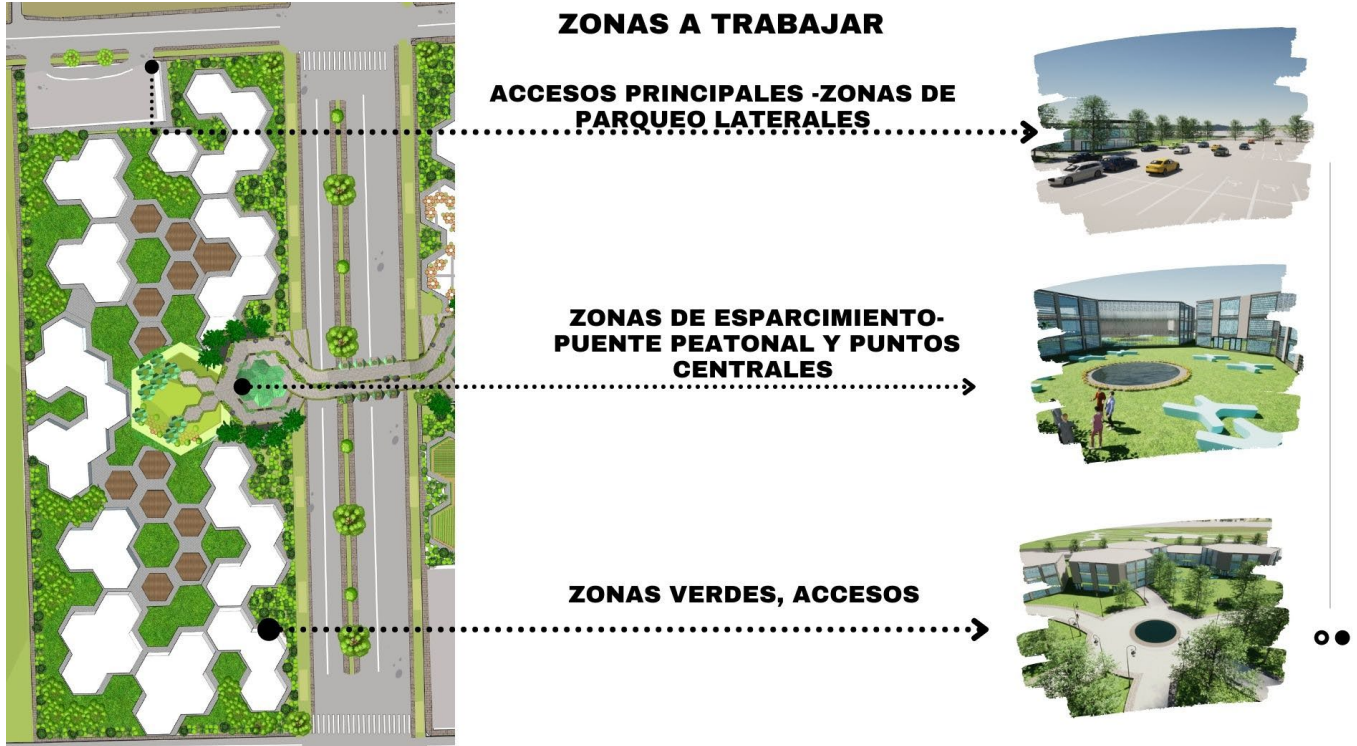 ZONAS A TRABAJAR
ACCESOS PRINCIPALES -ZONAS DE
PARQUEO LATERALES
ZONAS DE ESPARCIMIENTO-
PUENTE PEATONAL Y PUNTOS
CENTRALES
ZONAS VERDES, ACCESOS